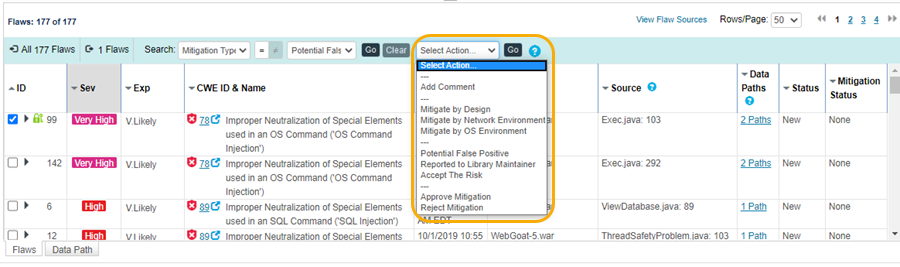 Flaws: 177 of 177
View Flaw Sources Rows/Page: 50 1 2 3 4
All 177 Flaws 1 Flaws Search: Mitigation Type = ≠ Potential Fals Go Clear Select Action... Go ?
Select Action...
---
Add Comment
---
Mitigate by Design
Mitigate by Network Environment
Mitigate by OS Environment
---
Potential False Positive
Reported to Library Maintainer
Accept The Risk
---
Approve Mitigation
Reject Mitigation
ID Sev Exp CWE ID & Name Source ? Data Paths ? Status Mitigation Status
99 Very High V.Likely 78 Improper Neutralization of Special Elements Exec.java: 103 2 Paths New None
used in an OS Command ('OS Command
Injection')
142 Very High V.Likely 78 Improper Neutralization of Special Elements Exec.java: 292 2 Paths New None
used in an OS Command ('OS Command
Injection')
6 High V.Likely 89 Improper Neutralization of Special Elements ViewDatabase.java: 89 1 Path New None
used in an SQL Command ('SQL Injection')
AM EDT
12 High V.Likely 89 Improper Neutralization of Special Elements 10/1/2019 10:55 WebGoat-5.war ThreadSafetyProblem.java: 103 1 Path New None
Flaws Data Path